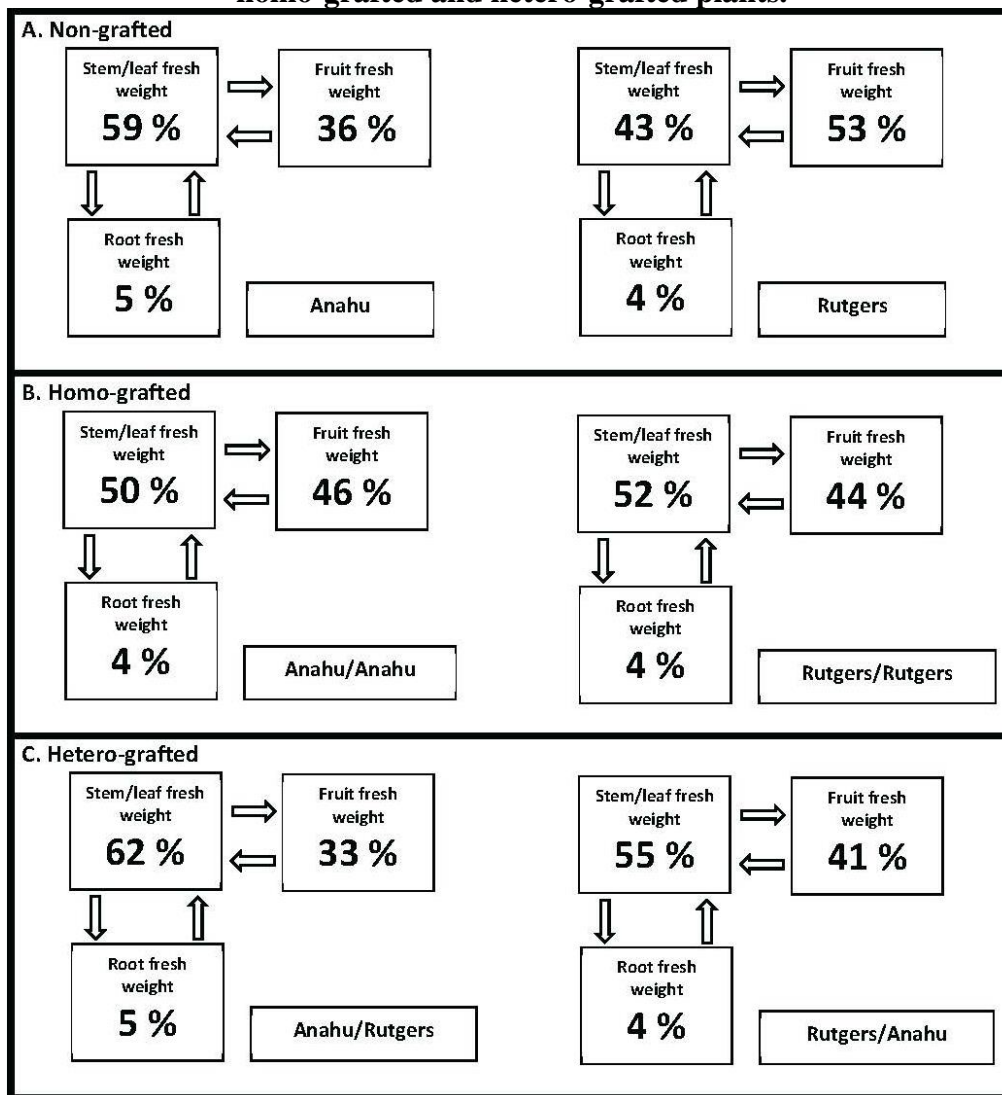 homo-grafted and hetero-grafted plants.
A. Non-grafted
Stem/leaf fresh
weight
59 %
Fruit fresh
weight
36 %
Root fresh
weight
5 %
Anahu
Stem/leaf fresh
weight
43 %
Fruit fresh
weight
53 %
Root fresh
weight
4 %
Rutgers
B. Homo-grafted
Stem/leaf fresh
weight
50 %
Fruit fresh
weight
46 %
Root fresh
weight
4 %
Anahu/Anahu
Stem/leaf fresh
weight
52 %
Fruit fresh
weight
44 %
Root fresh
weight
4 %
Rutgers/Rutgers
C. Hetero-grafted
Stem/leaf fresh
weight
62 %
Fruit fresh
weight
33 %
Root fresh
weight
5 %
Anahu/Rutgers
Stem/leaf fresh
weight
55 %
Fruit fresh
weight
41 %
Root fresh
weight
4 %
Rutgers/Anahu